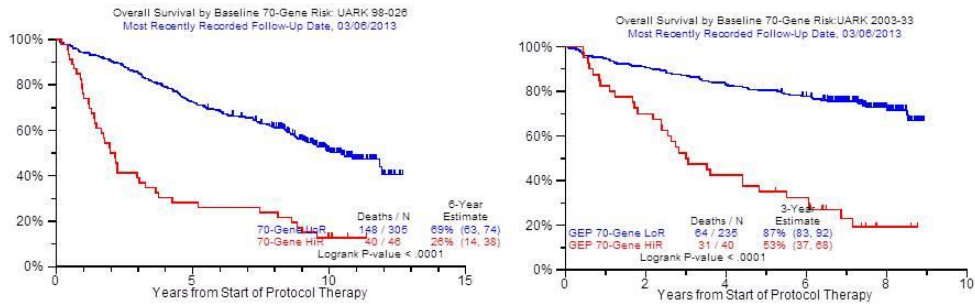 Overall Survival by Baseline 70-Gene Risk: UARK 98-026
Most Recently Recorded Follow-Up Date, 03/06/2013
100%
80%
60%
40%
20%
0%
Deaths / N
6-Year
Estimate
70-Gene LoR 148 / 305 69% (63, 74)
70-Gene HiR 40 / 46 26% (14, 38)
Logrank P-value < .0001
0 5 10 15
Years from Start of Protocol Therapy
Overall Survival by Baseline 70-Gene Risk:UARK 2003-33
Most Recently Recorded Follow-Up Date, 03/06/2013
100%
80%
60%
40%
20%
0%
Deaths / N
3-Year
Estimate
GEP 70-Gene LoR 64 / 235 87% (83, 92)
GEP 70-Gene HiR 31 / 40 53% (37, 68)
Logrank P-value < .0001
0 2 4 6 8 10
Years from Start of Protocol Therapy